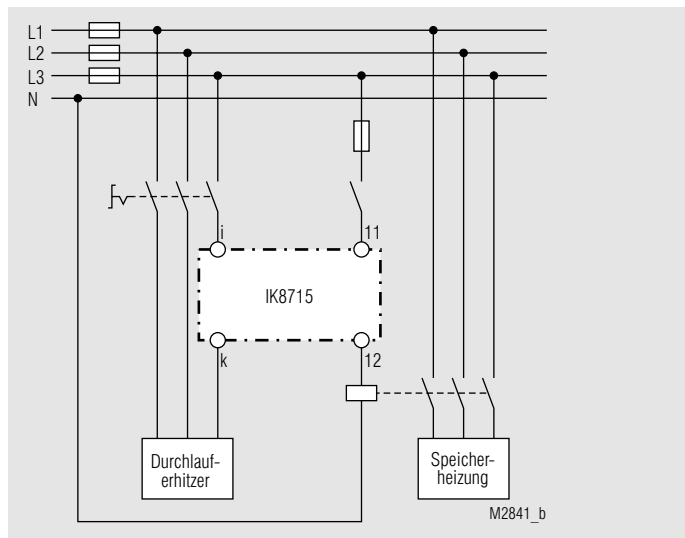 L1
L2
L3
N
i
11
IK8715
k
12
Durchlauf-
erhitzer
Speicher-
heizung
M2841_b